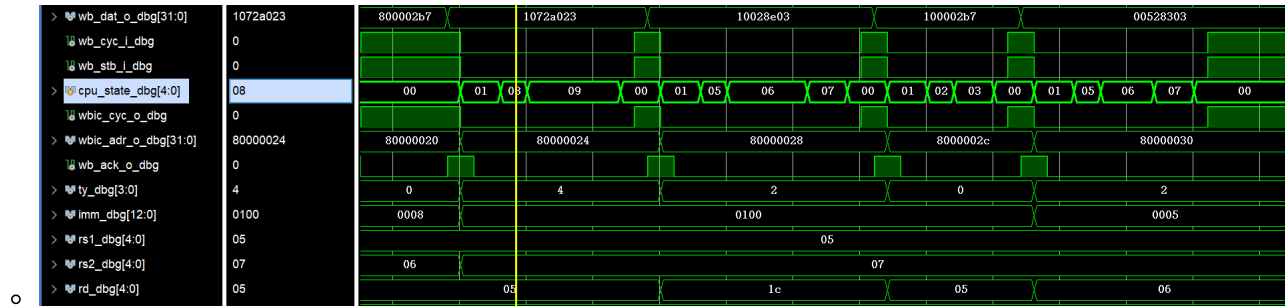 wb_dat_o_dbg[31:0] 1072a023 800002b7 1072a023 10028e03 100002b7 00528303
wb_cyc_i_dbg 0
wb_stb_i_dbg 0
cpu_state_dbg[4:0] 08 00 01 08 09 00 01 05 06 07 00 01 02 03 00 01 05 06 07 00
wbic_cyc_o_dbg 0
wbic_adr_o_dbg[31:0] 80000024 80000020 80000024 80000028 8000002c 80000030
wb_ack_o_dbg 0
ty_dbg[3:0] 4 0 4 2 0 2
imm_dbg[12:0] 0100 0008 0100 0005
rs1_dbg[4:0] 05 05
rs2_dbg[4:0] 07 06 07
rd_dbg[4:0] 05 05 1c 05 06